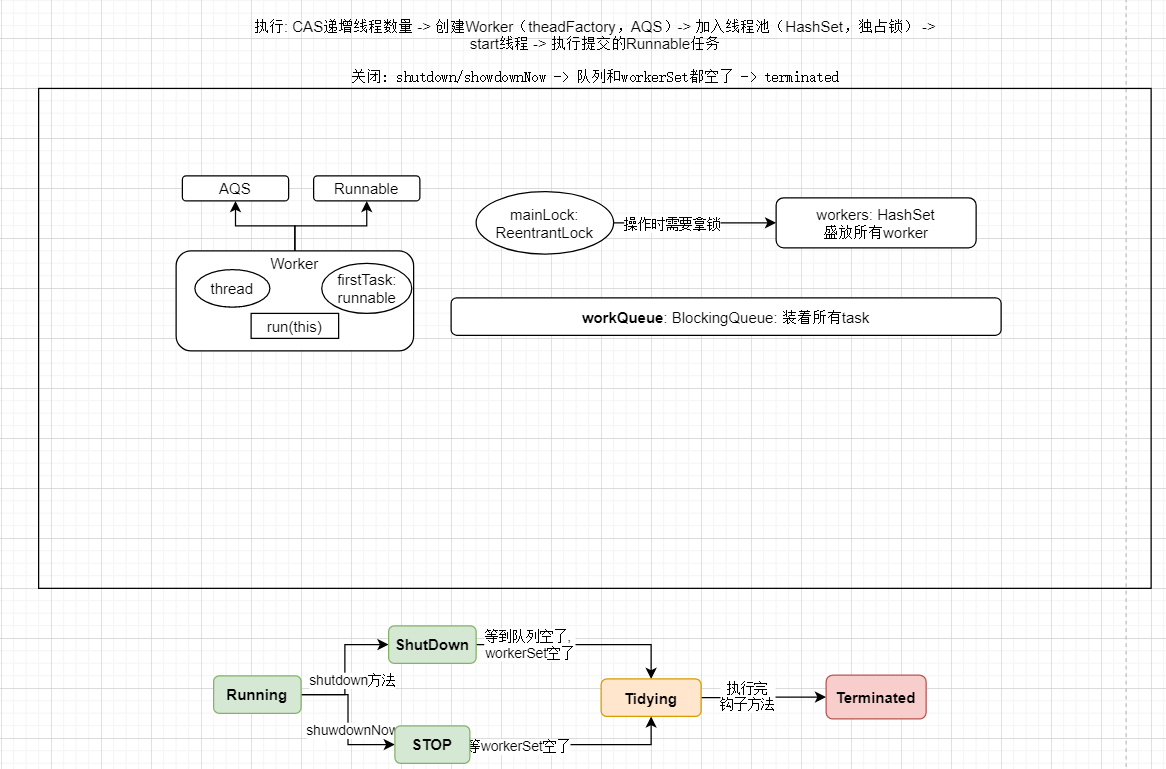 执行: CAS递增线程数量 -> 创建Worker（theadFactory，AQS）-> 加入线程池（HashSet，独占锁） ->
start线程 -> 执行提交的Runnable任务
关闭: shutdown/showdownNow -> 队列和workerSet都空了 -> terminated
AQS
Runnable
Worker
thread
firstTask:
runnable
run(this)
mainLock:
ReentrantLock
操作时需要拿锁
workers: HashSet
盛放所有worker
workQueue: BlockingQueue: 装着所有task
Running
shutdown方法
shuwdownNow
ShutDown
STOP
等到队列空了,
workerSet空了
等workerSet空了
Tidying
执行完
钩子方法
Terminated